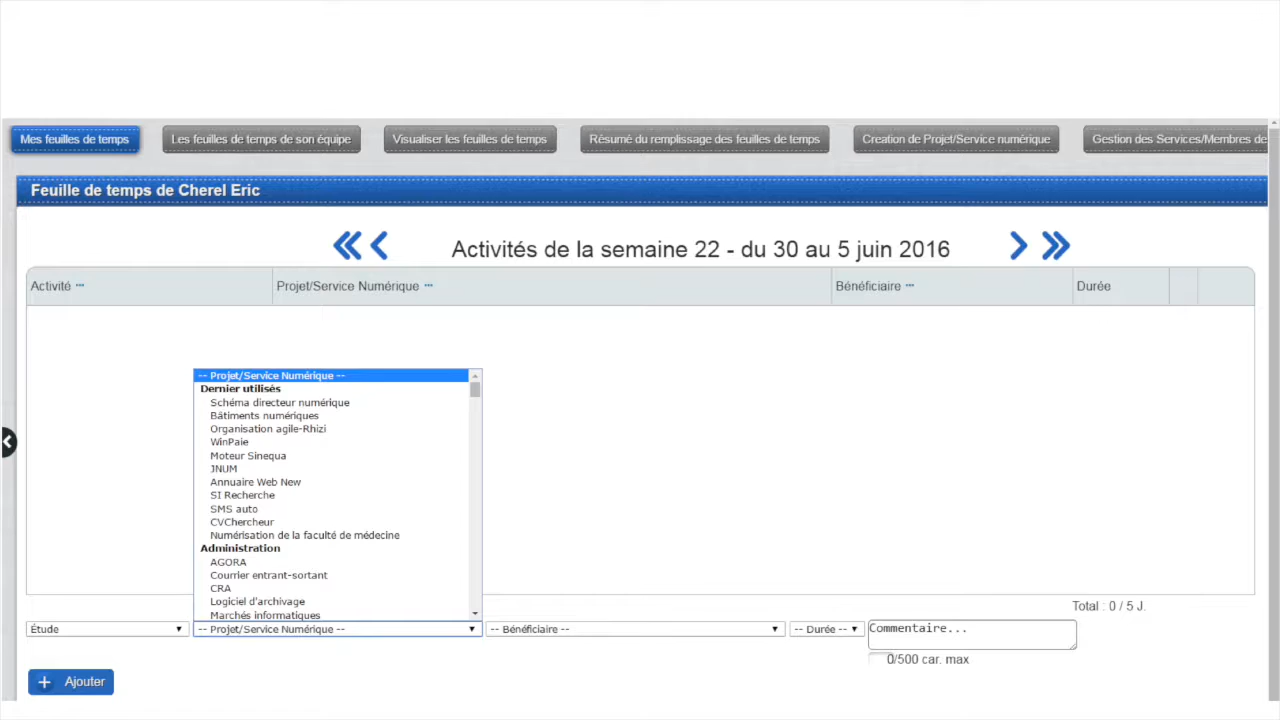 Mes feuilles de temps
Les feuilles de temps de son équipe
Visualiser les feuilles de temps
Résumé du remplissage des feuilles de temps
Creation de Projet/Service numérique
Gestion des Services/Membres de
Feuille de temps de Cherel Eric
Activités de la semaine 22 - du 30 au 5 juin 2016
Activité
Projet/Service Numérique
Bénéficiaire
Durée
-- Projet/Service Numérique --
Dernier utilisés
Schéma directeur numérique
Bâtiments numériques
Organisation agile-Rhizi
WinPaie
Moteur Sinequa
JNUM
Annuaire Web New
SI Recherche
SMS auto
CVChercheur
Numérisation de la faculté de médecine
Administration
AGORA
Courrier entrant-sortant
CRA
Logiciel d'archivage
Marchés informatiques
Total : 0 / 5 J.
Étude
-- Projet/Service Numérique --
-- Bénéficiaire --
-- Durée --
Commentaire...
0/500 car. max
+ Ajouter